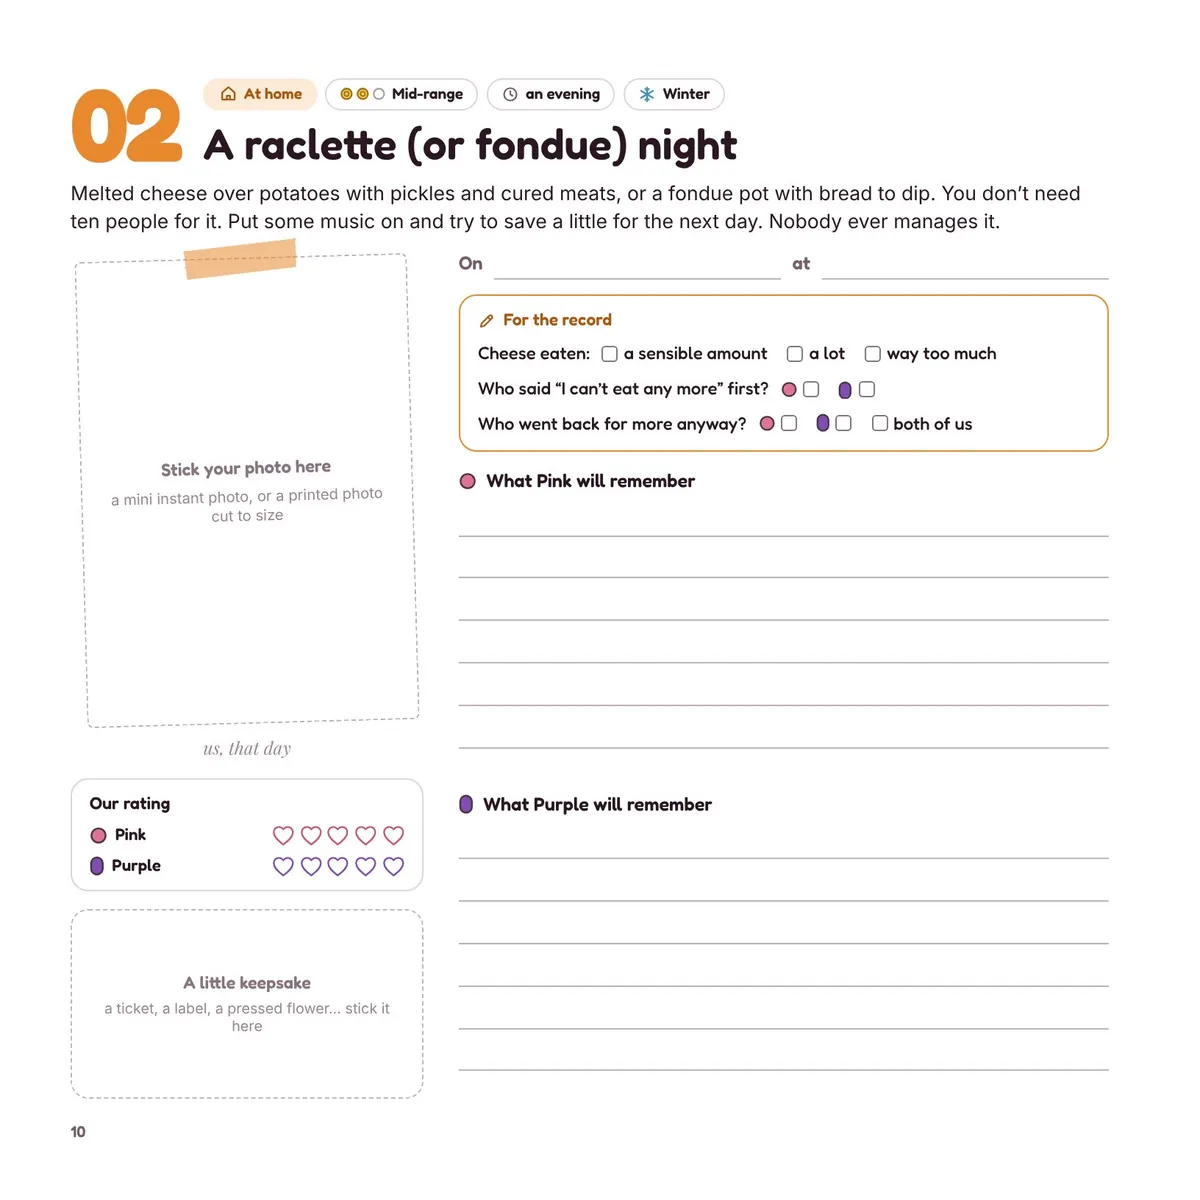 02
At home
Mid-range
an evening
Winter
A raclette (or fondue) night
Melted cheese over potatoes with pickles and cured meats, or a fondue pot with bread to dip. You don’t need
ten people for it. Put some music on and try to save a little for the next day. Nobody ever manages it.
Stick your photo here
a mini instant photo, or a printed photo
cut to size
us, that day
Our rating
Pink
Purple
A little keepsake
a ticket, a label, a pressed flower... stick it
here
On
at
For the record
Cheese eaten: a sensible amount a lot way too much
Who said “I can’t eat any more” first?
Who went back for more anyway? both of us
What Pink will remember
What Purple will remember
10